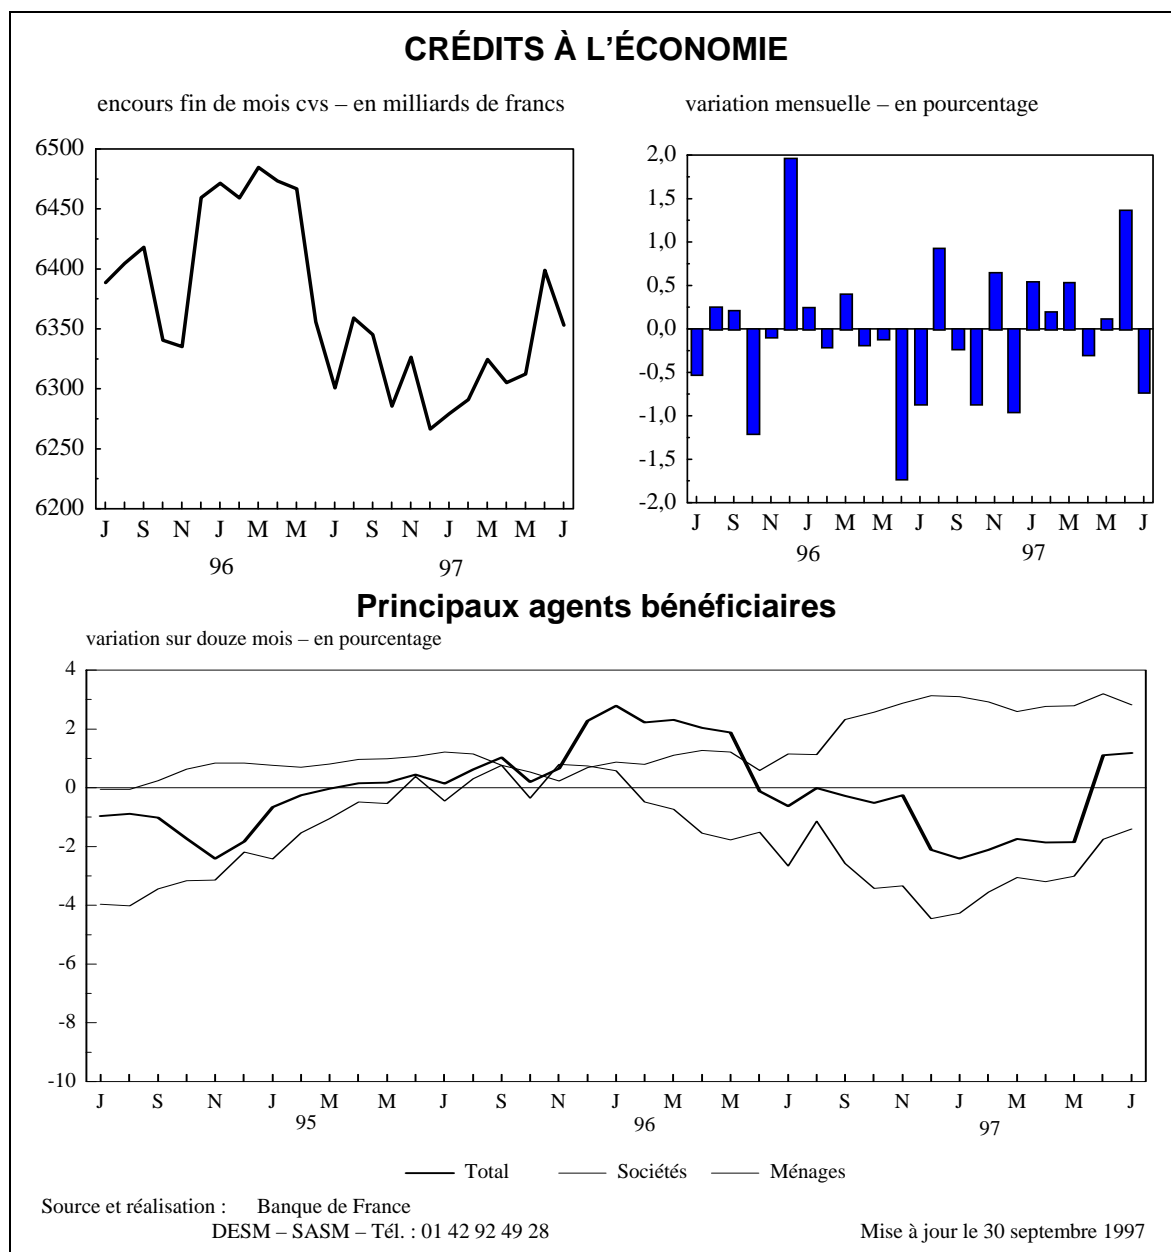 CRÉDITS À L’ÉCONOMIE
encours fin de mois cvs – en milliards de francs
6500
6450
6400
6350
6300
6250
6200
J S N J M M J S N J M M J
96 97
variation mensuelle – en pourcentage
2,0
1,5
1,0
0,5
0,0
-0,5
-1,0
-1,5
-2,0
J S N J M M J S N J M M J
96 97
Principaux agents bénéficiaires
variation sur douze mois – en pourcentage
4
2
0
-2
-4
-6
-8
-10
J S N J M M J S N J M M J S N J M M J
95 96 97
Total Sociétés Ménages
Source et réalisation : Banque de France
DESM – SASM – Tél. : 01 42 92 49 28
Mise à jour le 30 septembre 1997